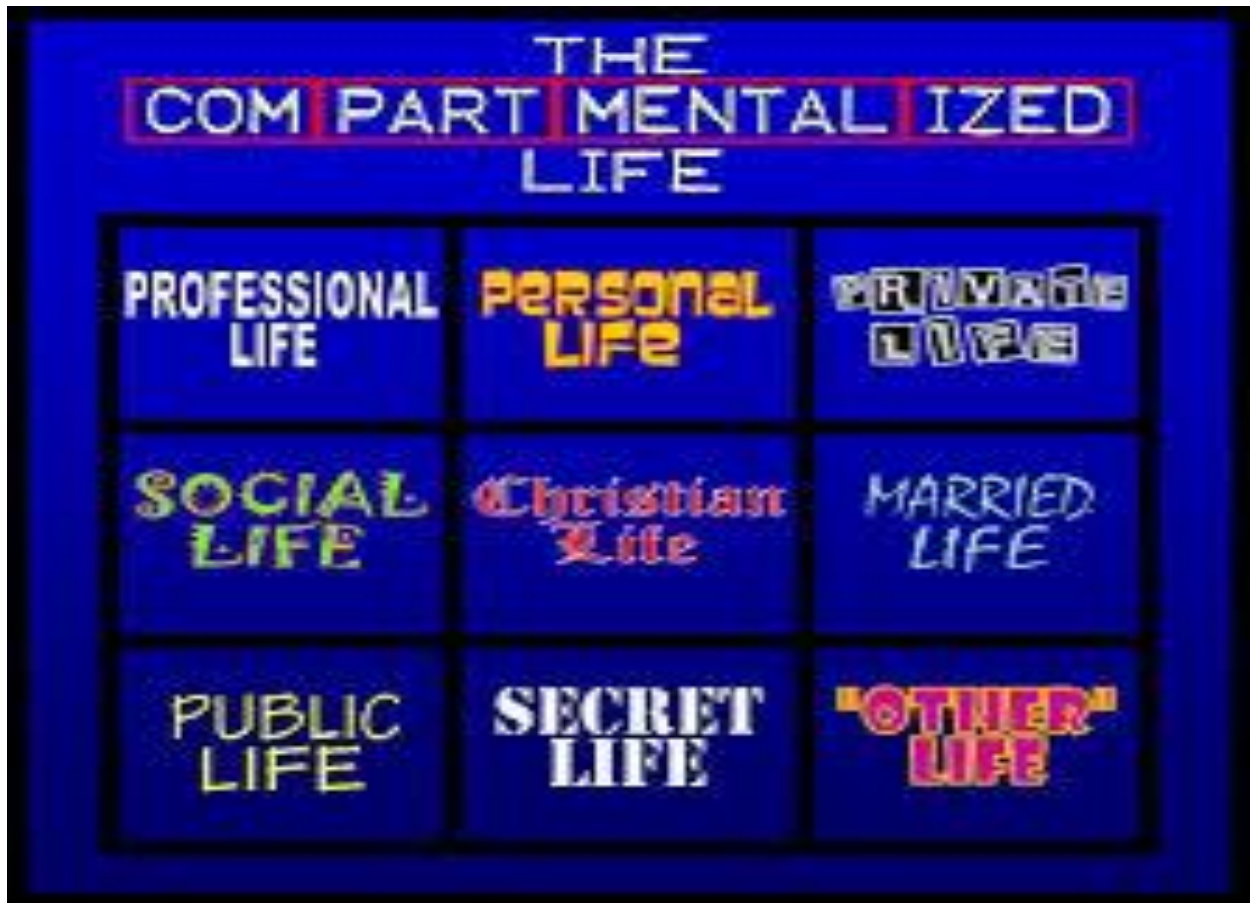 THE
COM PART MENTAL IZED
LIFE
PROFESSIONAL
LIFE
PERSONAL
LIFE
PRIVATE
LIFE
SOCIAL
LIFE
Christian
Life
MARRIED
LIFE
PUBLIC
LIFE
SECRET
LIFE
"OTHER"
LIFE